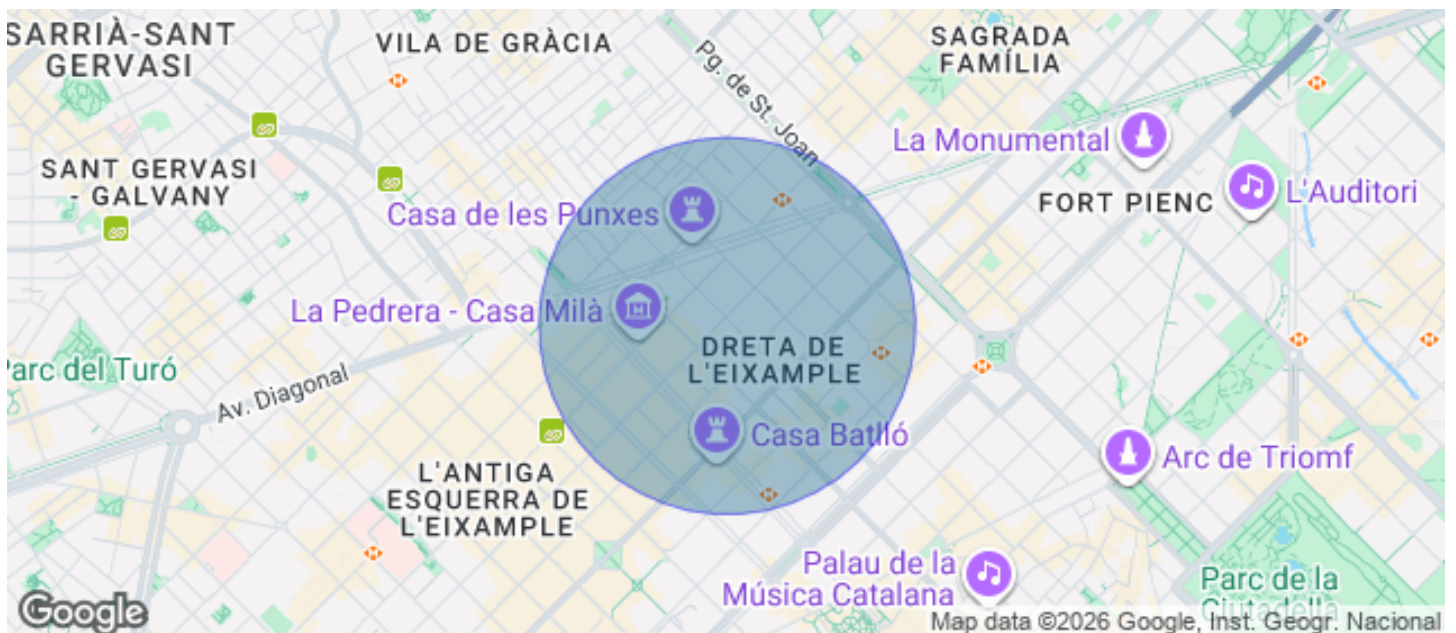 SARRIÀ-SANT
GERVASI
VILA DE GRÀCIA
Pg. de St. Joan
SAGRADA
FAMÍLIA
La Monumental
SANT GERVASI
- GALVANY
Casa de les Punxes
FORT PIENC
L'Auditori
La Pedrera - Casa Milà
DRETA DE
L'EIXAMPLE
Parc del Turó
Av. Diagonal
Casa Batlló
Arc de Triomf
L'ANTIGA
ESQUERRA DE
L'EIXAMPLE
Palau de la
Música Catalana
Parc de la
Ciutadella
Google
Map data ©2026 Google, Inst. Geogr. Nacional